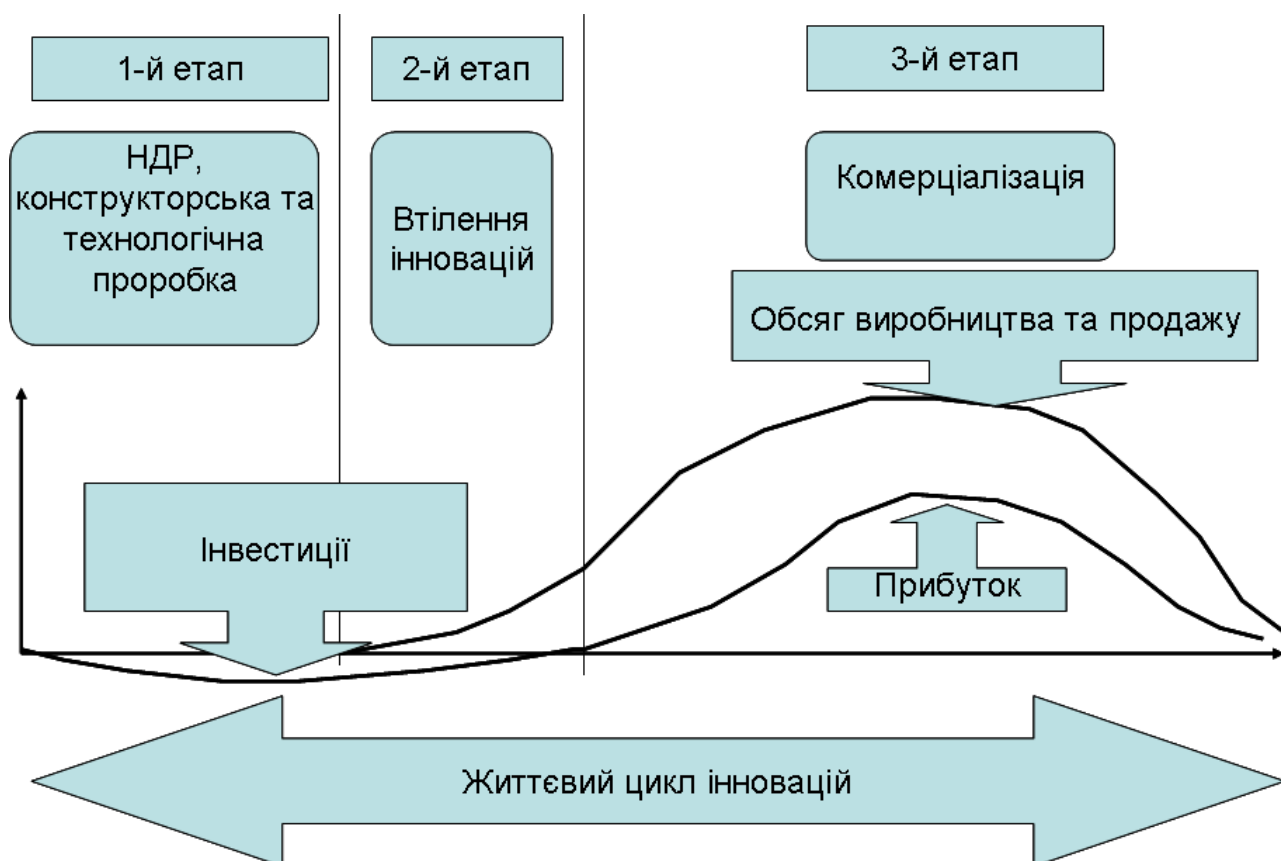 1-й етап
2-й етап
3-й етап
НДР,
конструкторська та
технологічна
проробка
Втілення
інновацій
Комерціалізація
Обсяг виробництва та продажу
Інвестиції
Прибуток
Життєвий цикл інновацій